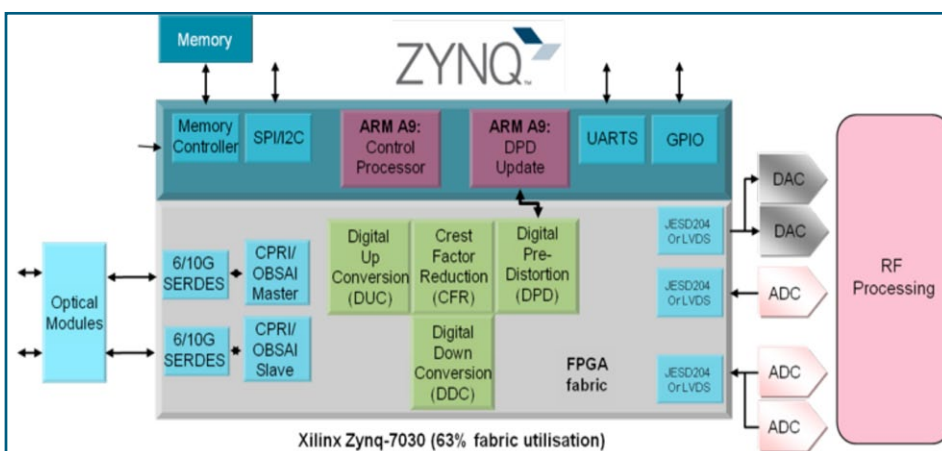 Memory
ZYNQ
TM
Memory
Controller
SPI/I2C
ARM A9:
Control
Processor
ARM A9:
DPD
Update
UARTS
GPIO
Optical
Modules
6/10G
SERDES
CPRI/
OBSAI
Master
6/10G
SERDES
CPRI/
OBSAI
Slave
Digital
Up
Conversion
(DUC)
Crest
Factor
Reduction
(CFR)
Digital
Pre-
Distortion
(DPD)
Digital
Down
Conversion
(DDC)
FPGA
fabric
JESD204
Or LVDS
JESD204
Or LVDS
JESD204
Or LVDS
DAC
DAC
ADC
ADC
ADC
RF
Processing
Xilinx Zynq-7030 (63% fabric utilisation)